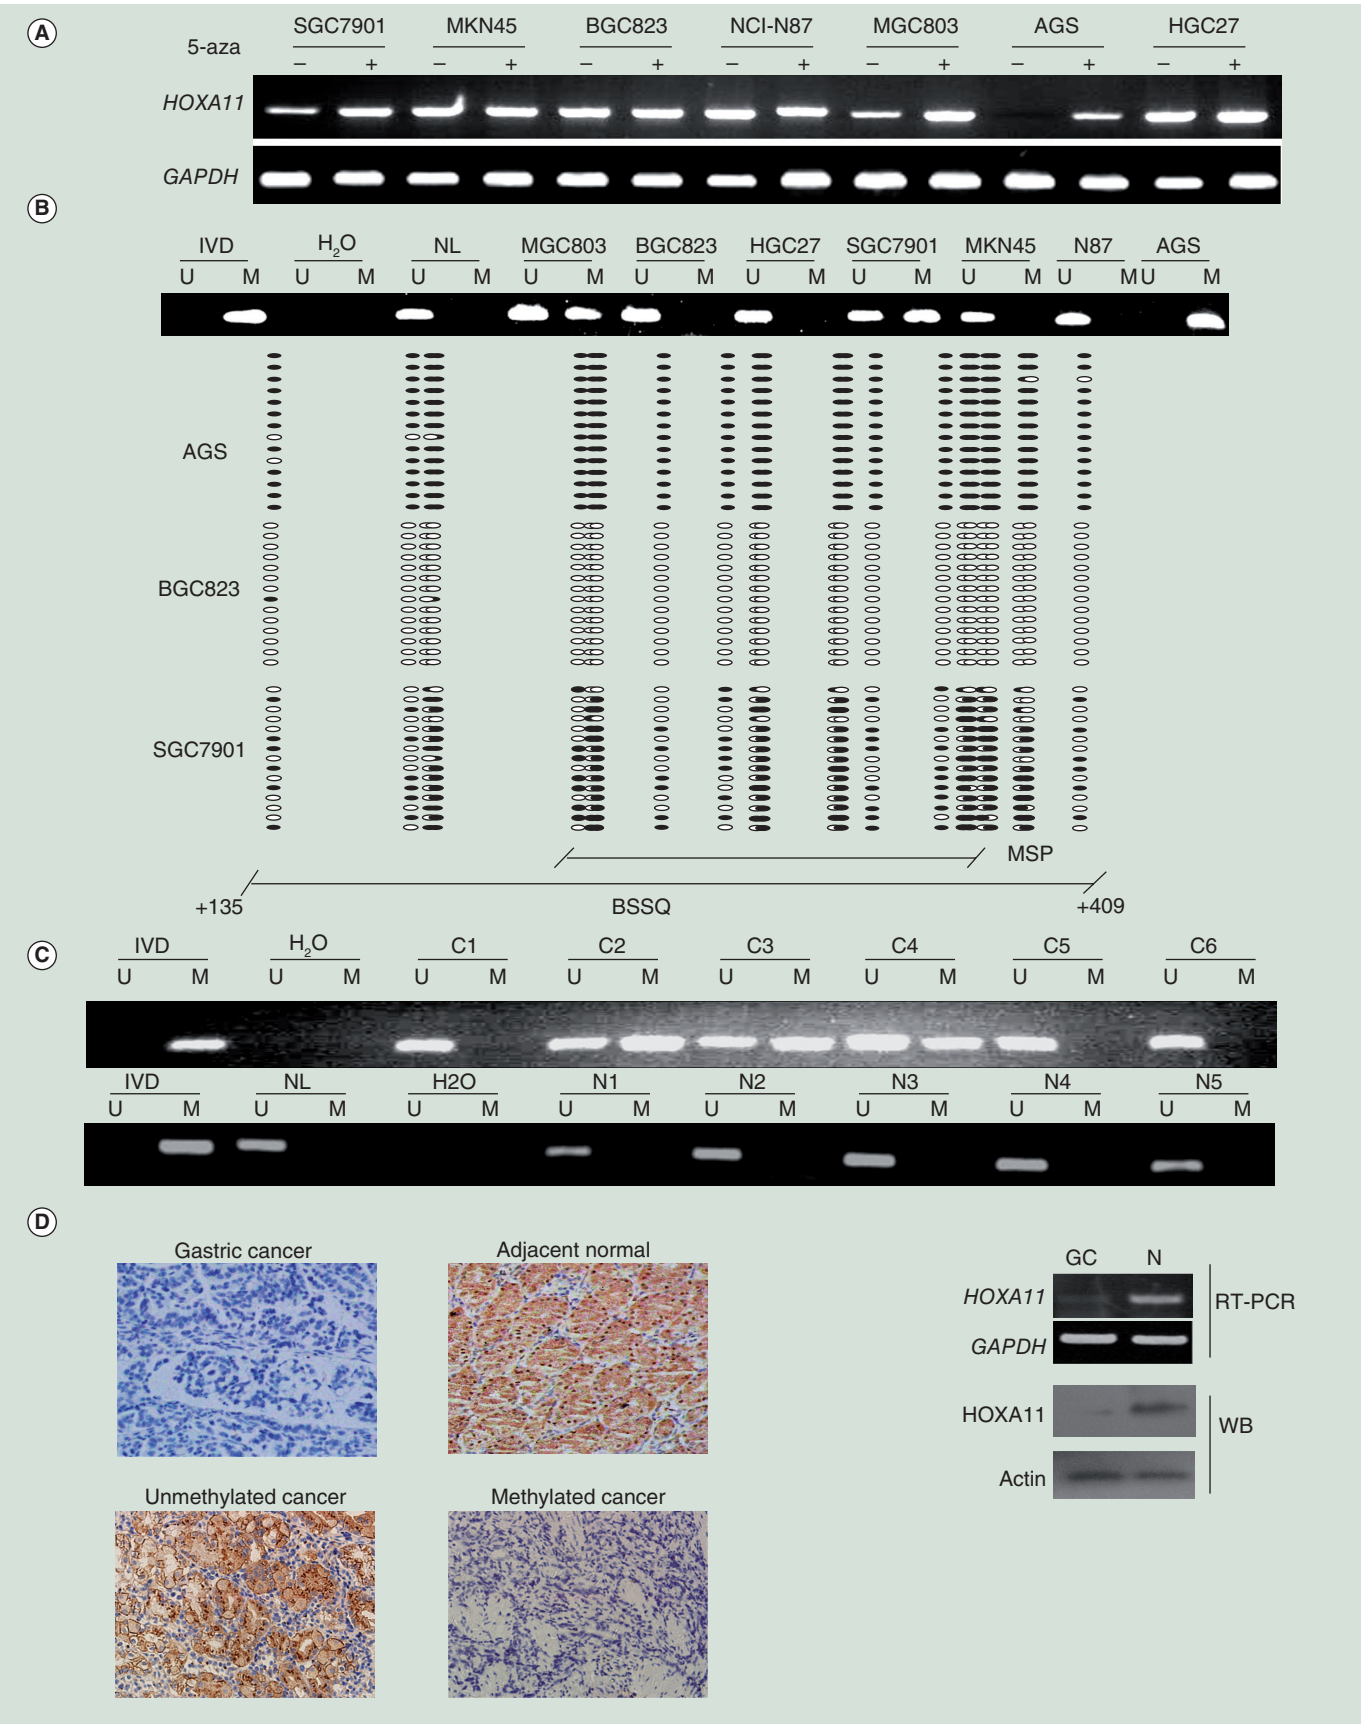 A
SGC7901 MKN45 BGC823 NCI-N87 MGC803 AGS HGC27
5-aza
– + – + – + – + – + – + – +
HOXA11
GAPDH
B
IVD H2O NL MGC803 BGC823 HGC27 SGC7901 MKN45 N87 AGS
U M U M U M U M U M U M U M U M U M U M
AGS
BGC823
SGC7901
MSP
+135 BSSQ +409
C
IVD H2O C1 C2 C3 C4 C5 C6
U M U M U M U M U M U M U M U M
IVD NL H2O N1 N2 N3 N4 N5
U M U M U M U M U M U M U M U M
D
Gastric cancer Adjacent normal
Unmethylated cancer Methylated cancer
GC N
HOXA11
RT-PCR
GAPDH
HOXA11
WB
Actin